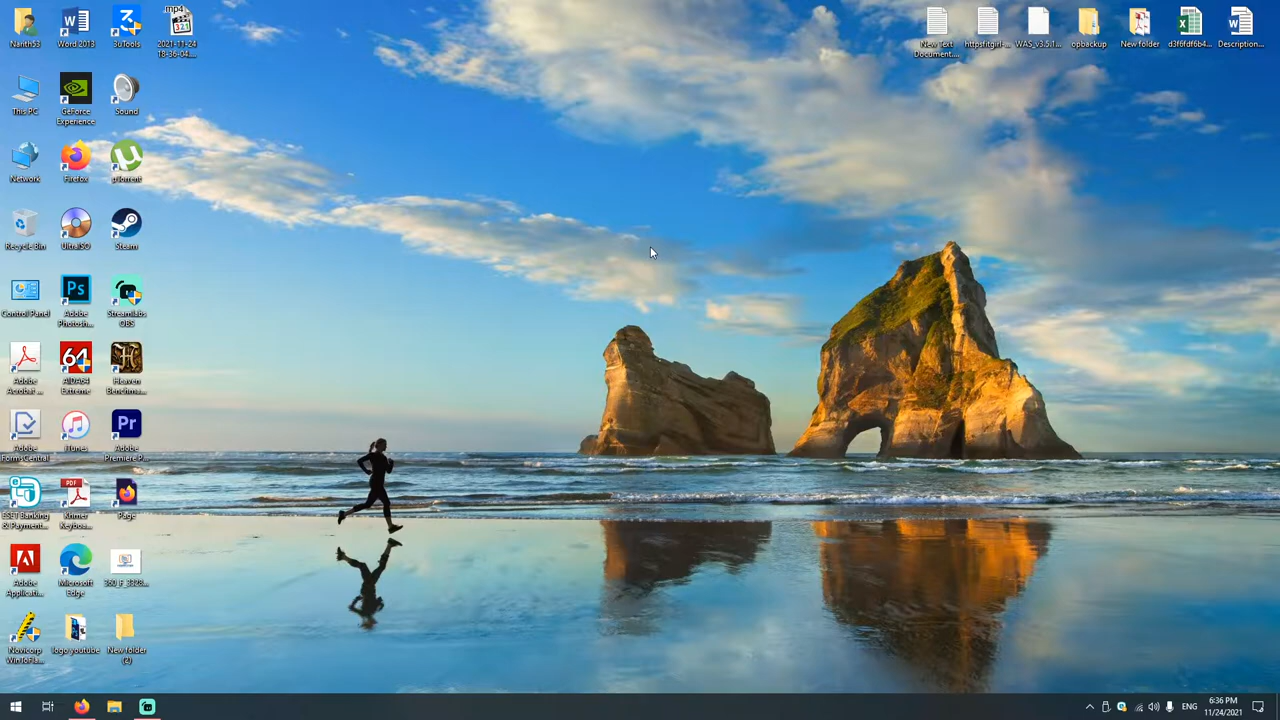 Narith53
Word 2013
3uTools
.mp4
2021-11-24
18-36-04....
New Text
Document....
httpsfitgirl-...
WAS_v3.5.1...
opbackup
New folder
d3f6fdf6b4...
Description...
This PC
GeForce
Experience
Sound
Network
Firefox
µTorrent
Recycle Bin
UltraISO
Steam
Control Panel
Adobe
Photosh...
Streamlabs
OBS
Adobe
Acrobat ...
AIDA64
Extreme
Heaven
Benchma...
Adobe
FormsCentral
iTunes
Adobe
Premiere P...
ESET Banking
& Payment...
Khmer
Keyboa...
Page
Adobe
Applicati...
Microsoft
Edge
360_F_3328...
Novicorp
WinToFla...
logo youtube
New folder
(2)
ENG
6:36 PM
11/24/2021